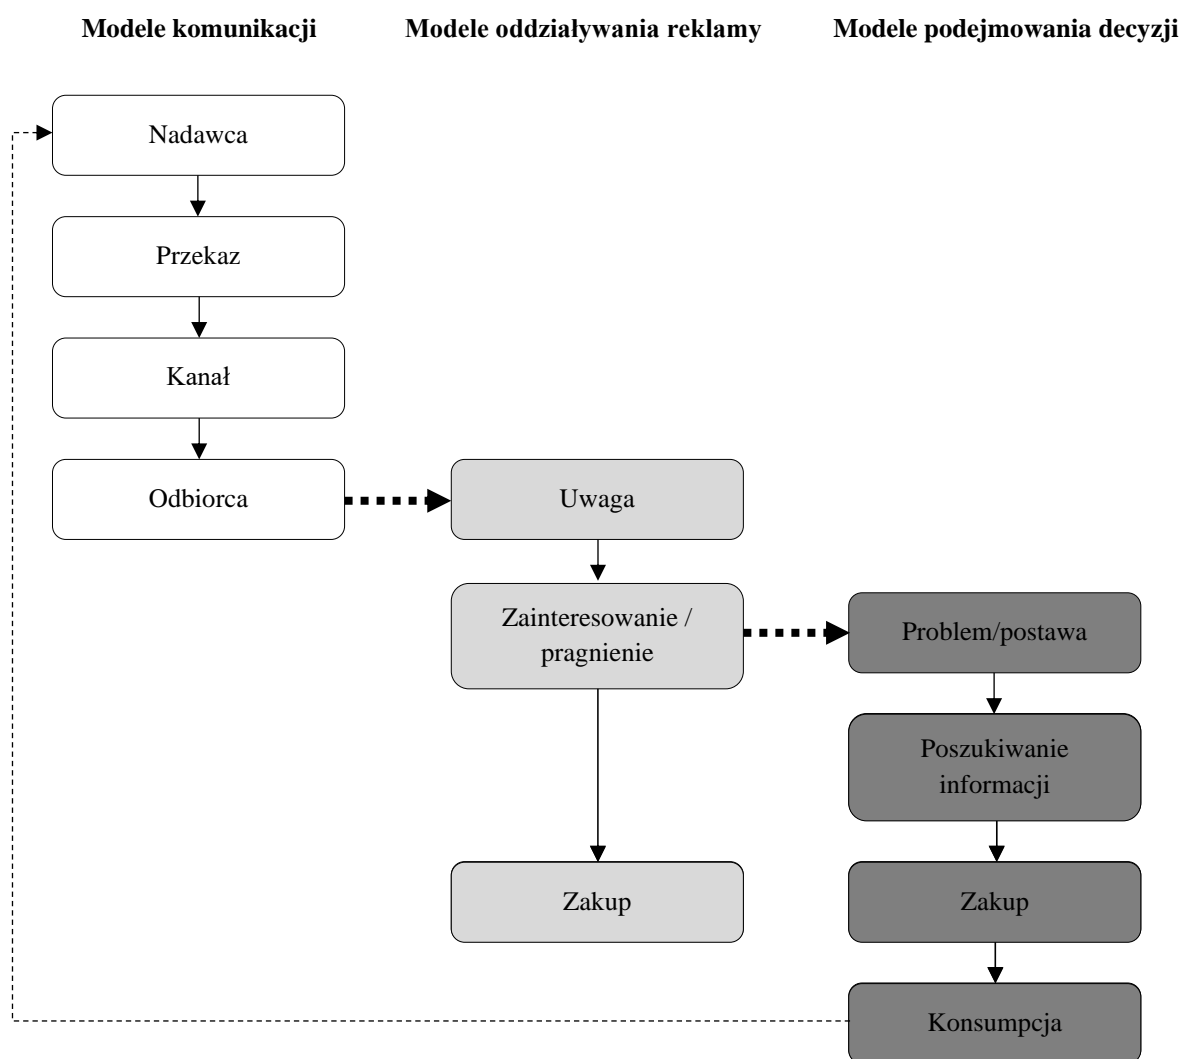 Modele komunikacji
Modele oddziaływania reklamy
Modele podejmowania decyzji
Nadawca
Przekaz
Kanał
Odbiorca
Uwaga
Zainteresowanie /
pragnienie
Zakup
Problem/postawa
Poszukiwanie
informacji
Zakup
Konsumpcja